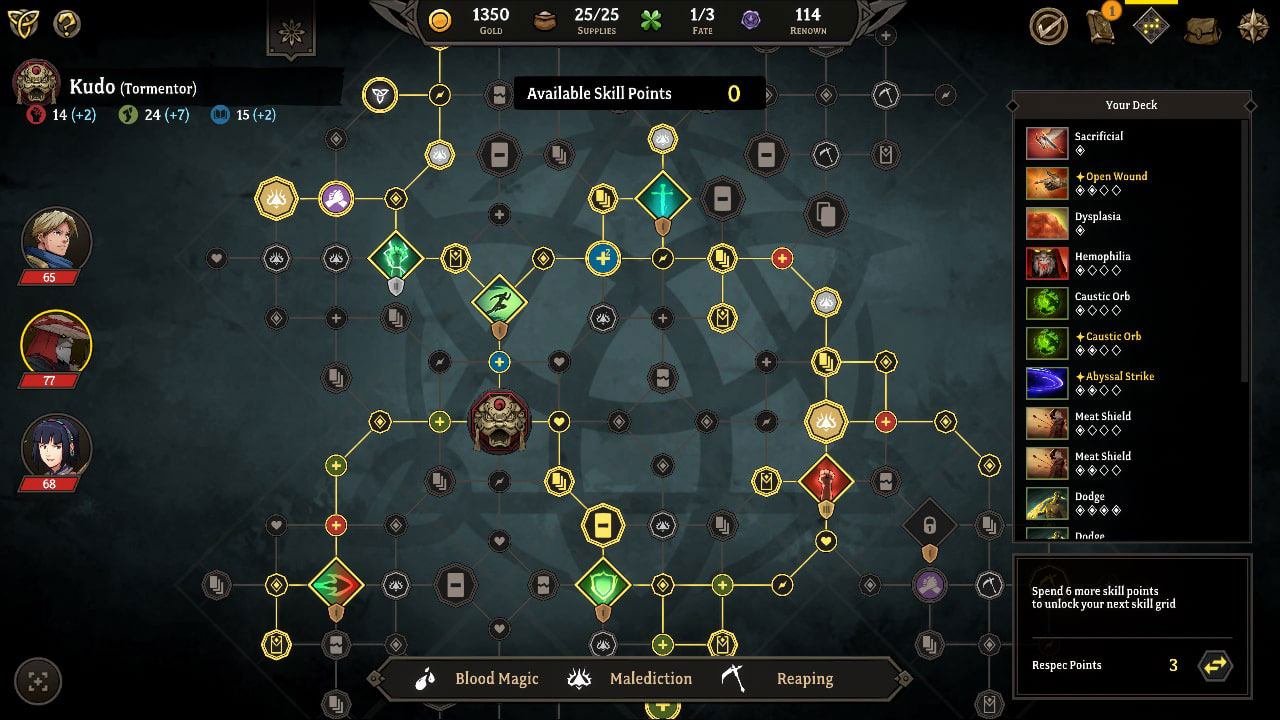 1350
GOLD
25/25
SUPPLIES
1/3
FATE
114
RENOWN
1
Kudo (Tormentor)
14 (+2)
24 (+7)
15 (+2)
Available Skill Points 0
65
77
68
2
Your Deck
Sacrificial
Open Wound
Dysplasia
Hemophilia
Caustic Orb
Caustic Orb
Abyssal Strike
Meat Shield
Meat Shield
Dodge
Dodge
Spend 6 more skill points
to unlock your next skill grid
Respec Points 3
Blood Magic
Malediction
Reaping